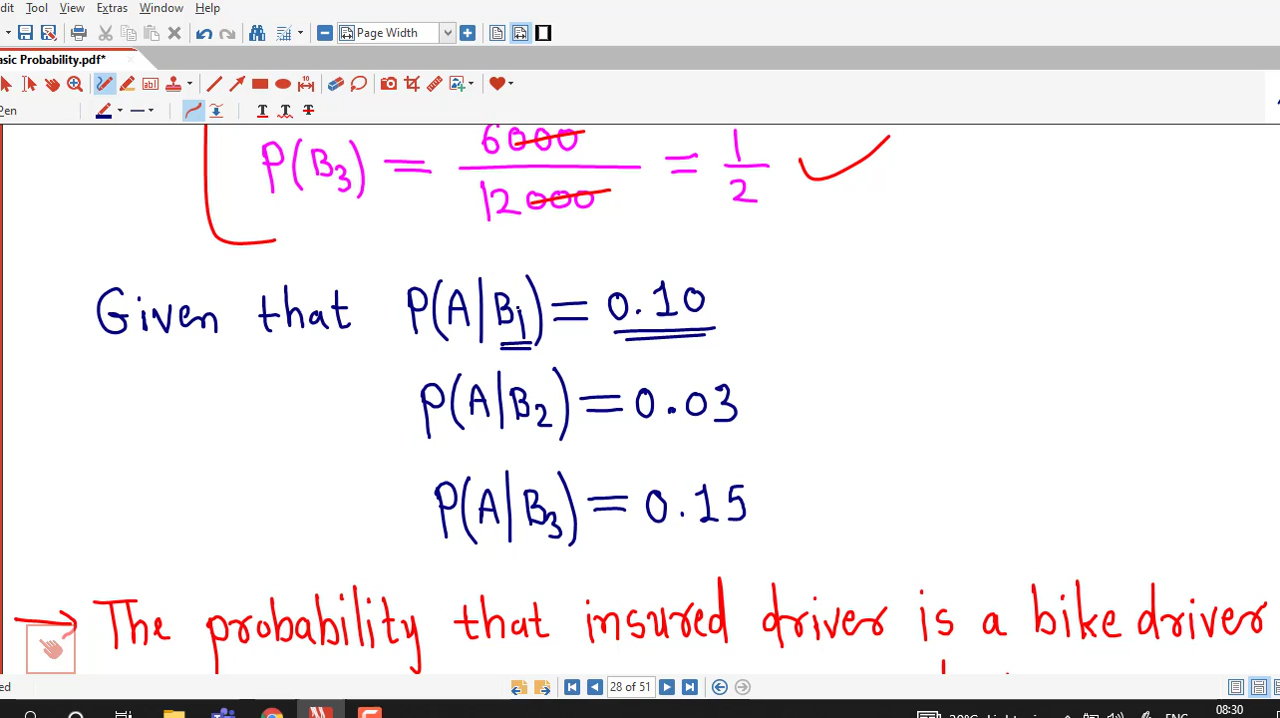 dit Tool View Extras Window Help
Page Width
asic Probability.pdf*
Pen
P(B3) = 6000/12000 = 1/2
Given that P(A|B1) = 0.10
P(A|B2) = 0.03
P(A|B3) = 0.15
→ The probability that insured driver is a bike driver
ed
28 of 51
08:30
ENG